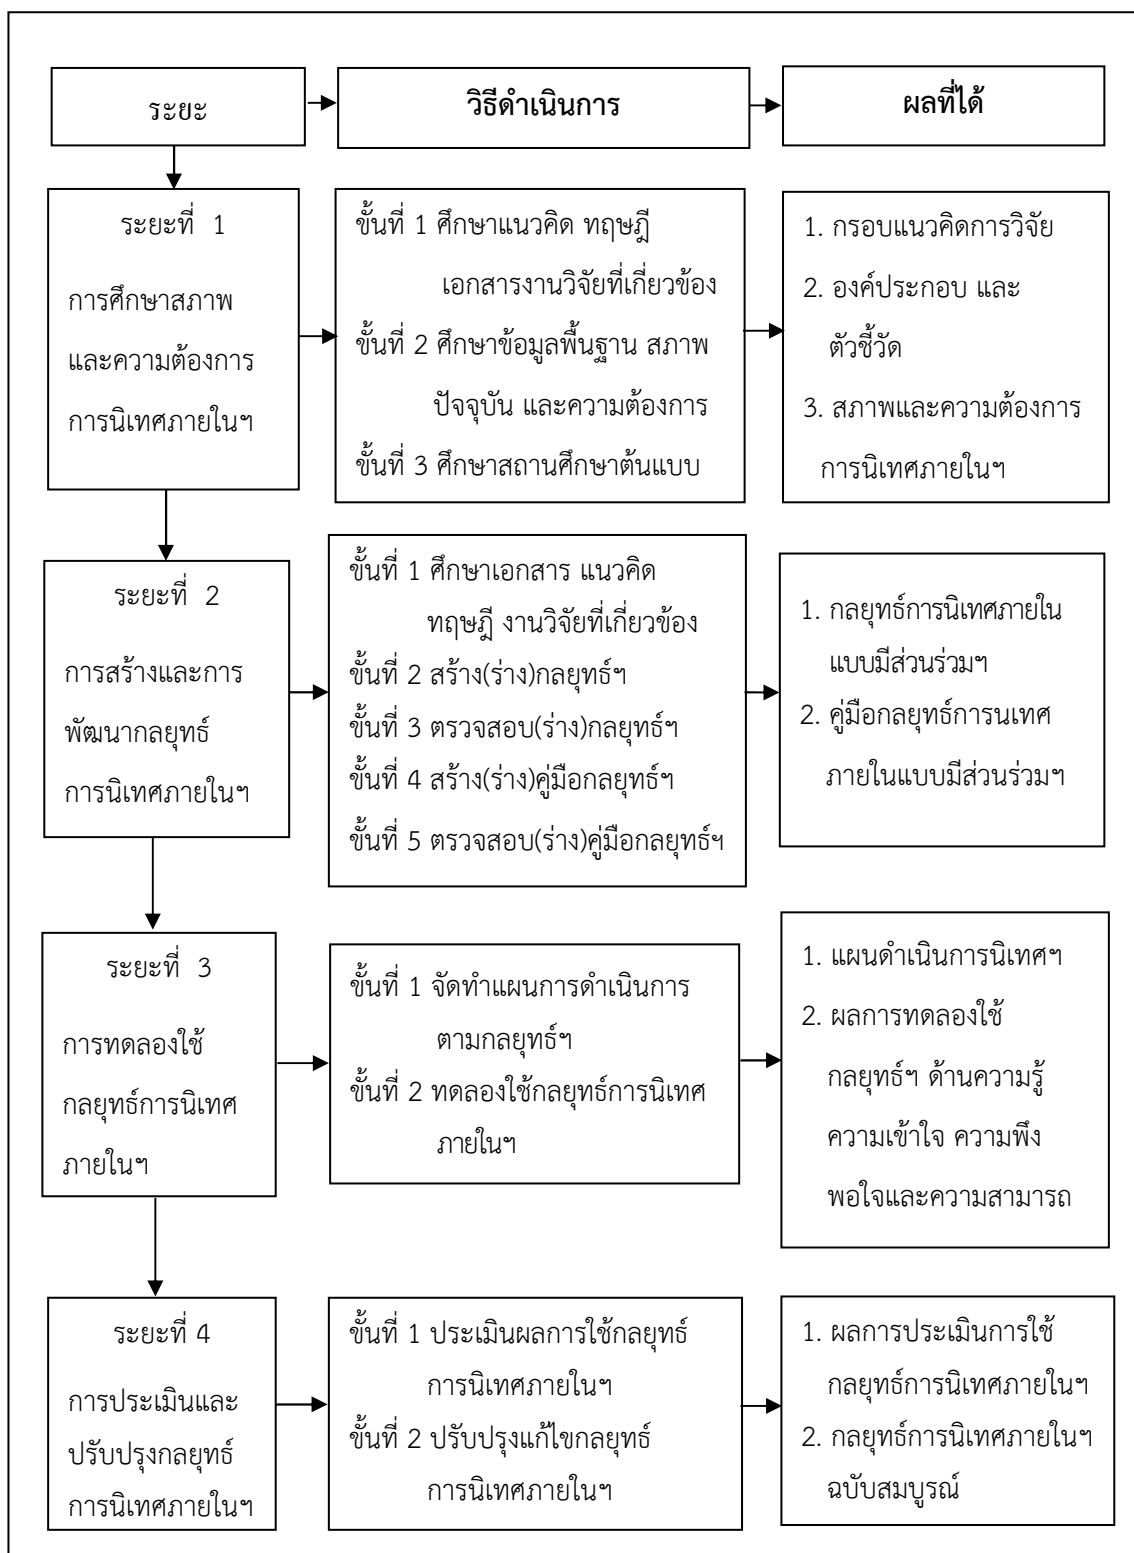 ระยะ
วิธีดำเนินการ
ผลที่ได้
ระยะที่ 1
การศึกษาสภาพ
และความต้องการ
การนิเทศภายในฯ
ขั้นที่ 1 ศึกษาแนวคิด ทฤษฎี
เอกสารงานวิจัยที่เกี่ยวข้อง
ขั้นที่ 2 ศึกษาข้อมูลพื้นฐาน สภาพ
ปัจจุบัน และความต้องการ
ขั้นที่ 3 ศึกษาสถานศึกษาต้นแบบ
1. กรอบแนวคิดการวิจัย
2. องค์ประกอบ และ
ตัวชี้วัด
3. สภาพและความต้องการ
การนิเทศภายในฯ
ระยะที่ 2
การสร้างและการ
พัฒนากลยุทธ์
การนิเทศภายในฯ
ขั้นที่ 1 ศึกษาเอกสาร แนวคิด
ทฤษฎี งานวิจัยที่เกี่ยวข้อง
ขั้นที่ 2 สร้าง(ร่าง)กลยุทธ์ฯ
ขั้นที่ 3 ตรวจสอบ(ร่าง)กลยุทธ์ฯ
ขั้นที่ 4 สร้าง(ร่าง)คู่มือกลยุทธ์ฯ
ขั้นที่ 5 ตรวจสอบ(ร่าง)คู่มือกลยุทธ์ฯ
1. กลยุทธ์การนิเทศภายใน
แบบมีส่วนร่วมฯ
2. คู่มือกลยุทธ์การนเทศ
ภายในแบบมีส่วนร่วมฯ
ระยะที่ 3
การทดลองใช้
กลยุทธ์การนิเทศ
ภายในฯ
ขั้นที่ 1 จัดทำแผนการดำเนินการ
ตามกลยุทธ์ฯ
ขั้นที่ 2 ทดลองใช้กลยุทธ์การนิเทศ
ภายในฯ
1. แผนดำเนินการนิเทศฯ
2. ผลการทดลองใช้
กลยุทธ์ฯ ด้านความรู้
ความเข้าใจ ความพึง
พอใจและความสามารถ
ระยะที่ 4
การประเมินและ
ปรับปรุงกลยุทธ์
การนิเทศภายในฯ
ขั้นที่ 1 ประเมินผลการใช้กลยุทธ์
การนิเทศภายในฯ
ขั้นที่ 2 ปรับปรุงแก้ไขกลยุทธ์
การนิเทศภายในฯ
1. ผลการประเมินการใช้
กลยุทธ์การนิเทศภายในฯ
2. กลยุทธ์การนิเทศภายในฯ
ฉบับสมบูรณ์